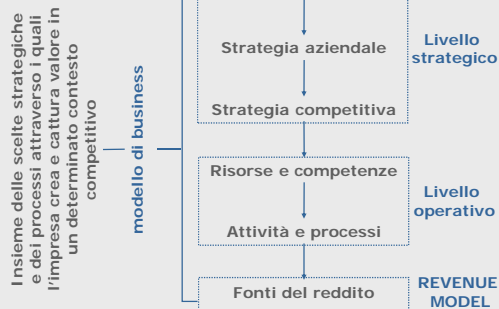 Insieme delle scelte strategiche
e dei processi attraverso i quali
l'impresa crea e cattura valore in
un determinato contesto
competitivo
modello di business
Strategia aziendale
Strategia competitiva
Livello
strategico
Risorse e competenze
Attività e processi
Livello
operativo
Fonti del reddito
REVENUE
MODEL